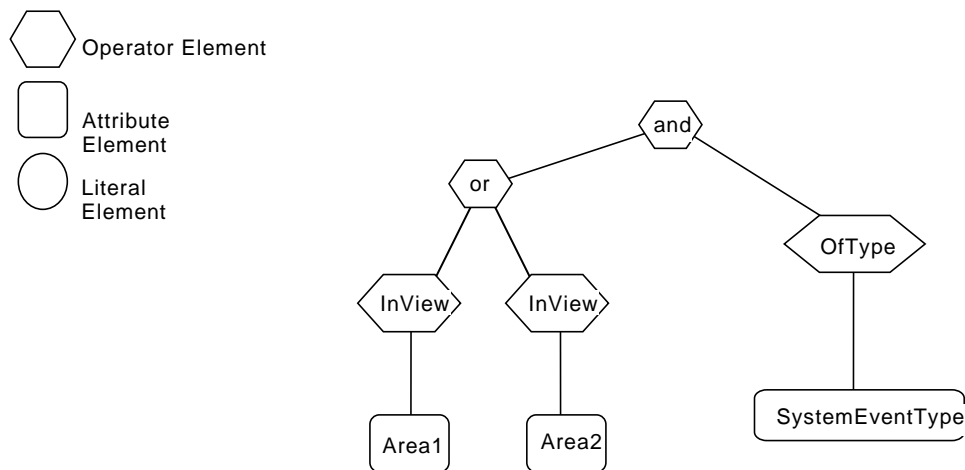 Operator Element
Attribute
Element
Literal
Element
and
or
OfType
InView
InView
Area1
Area2
SystemEventType